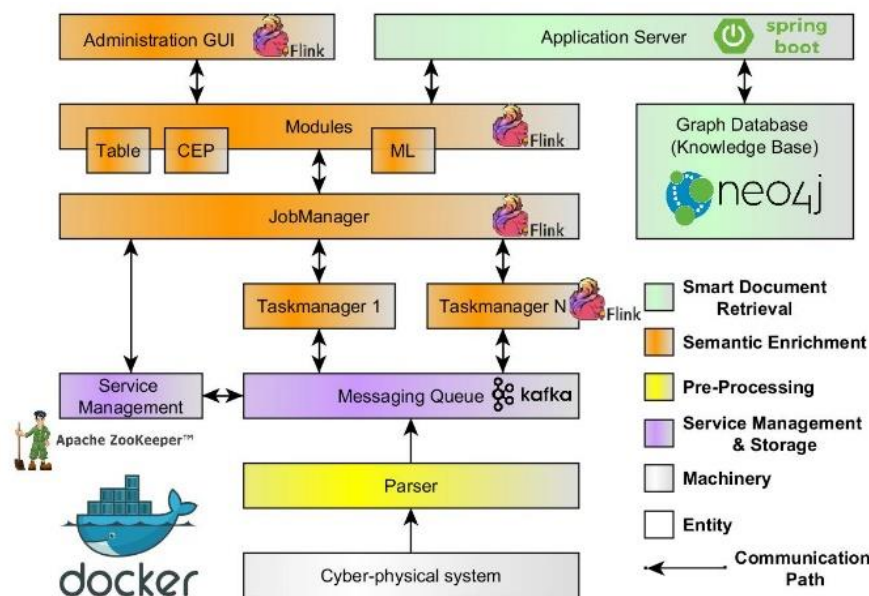 Administration GUI
Flink
Application Server
spring
boot
Modules
Flink
Table
CEP
ML
Graph Database
(Knowledge Base)
neo4j
JobManager
Flink
Taskmanager 1
Taskmanager N
Flink
Smart Document
Retrieval
Semantic Enrichment
Service
Management
Messaging Queue
kafka
Pre-Processing
Apache ZooKeeper™
Service Management
& Storage
Parser
Machinery
Entity
docker
Cyber-physical system
Communication
Path